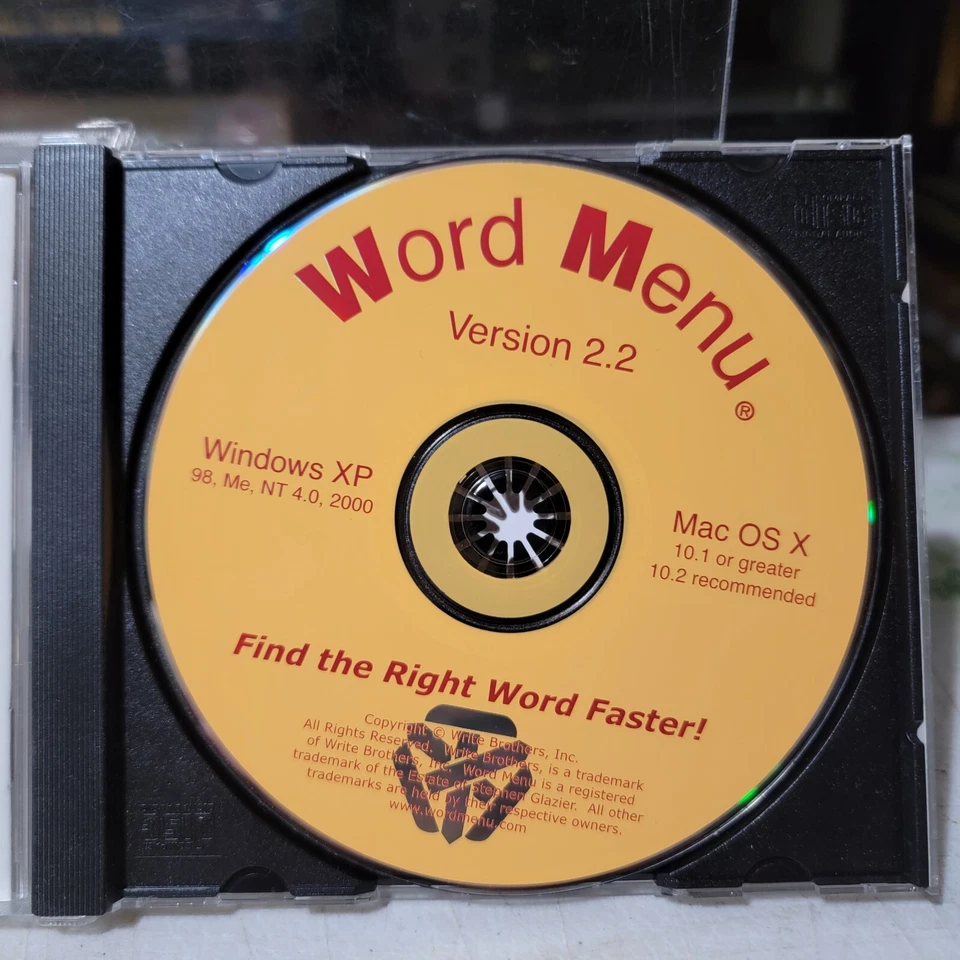 Word Menu®
Version 2.2
Windows XP
98, Me, NT 4.0, 2000
Mac OS X
10.1 or greater
10.2 recommended
Find the Right Word Faster!
Copyright © Write Brothers, Inc.
All Rights Reserved. Write Brothers, is a trademark
of Write Brothers, Inc. Word Menu is a registered
trademark of the Estate of Stephen Glazier. All other
trademarks are held by their respective owners.
www.wordmenu.com
DIGITAL AUDIO